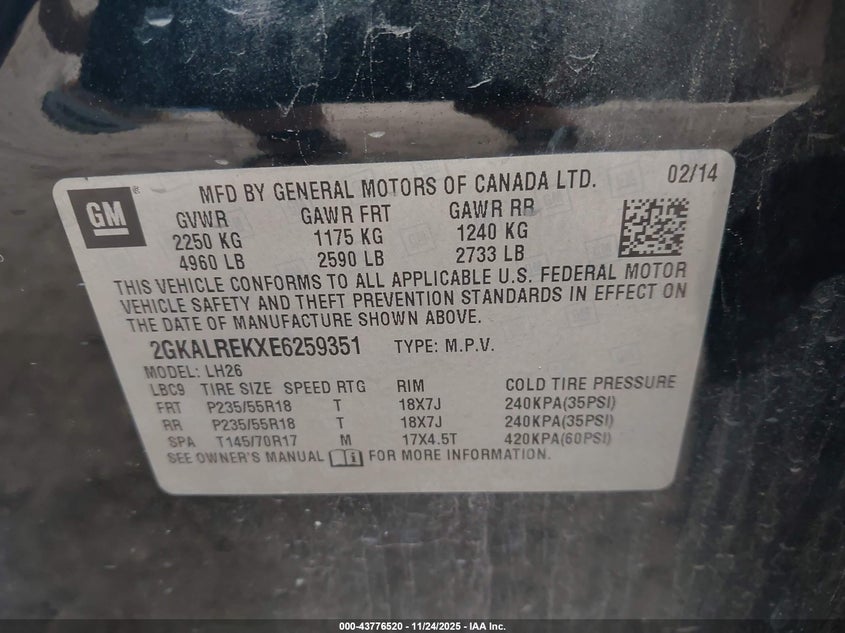 GM ®
MFD BY GENERAL MOTORS OF CANADA LTD. 02/14
GVWR GAWR FRT GAWR RR
2250 KG 1175 KG 1240 KG
4960 LB 2590 LB 2733 LB
THIS VEHICLE CONFORMS TO ALL APPLICABLE U.S. FEDERAL MOTOR
VEHICLE SAFETY AND THEFT PREVENTION STANDARDS IN EFFECT ON
THE DATE OF MANUFACTURE SHOWN ABOVE.
2GKALREKXE6259351 TYPE: M.P.V.
MODEL: LH26
LBC9 TIRE SIZE SPEED RTG RIM COLD TIRE PRESSURE
FRT P235/55R18 T 18X7J 240KPA(35PSI)
RR P235/55R18 T 18X7J 240KPA(35PSI)
SPA T145/70R17 M 17X4.5T 420KPA(60PSI)
SEE OWNER'S MANUAL i FOR MORE INFORMATION.
000-43776520 - 11/24/2025 - IAA Inc.